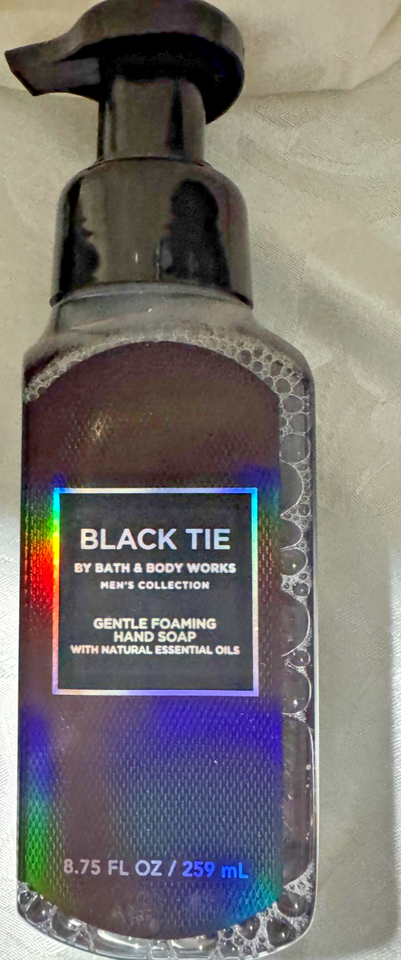 BLACK TIE
BY BATH & BODY WORKS
MEN'S COLLECTION
GENTLE FOAMING
HAND SOAP
WITH NATURAL ESSENTIAL OILS
8.75 FL OZ / 259 mL